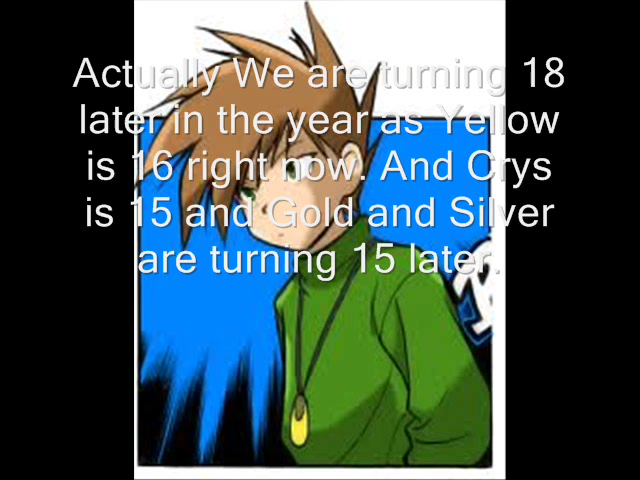 Actually We are turning 18
later in the year as Yellow
is 16 right now. And Crys
is 15 and Gold and Silver
are turning 15 later.